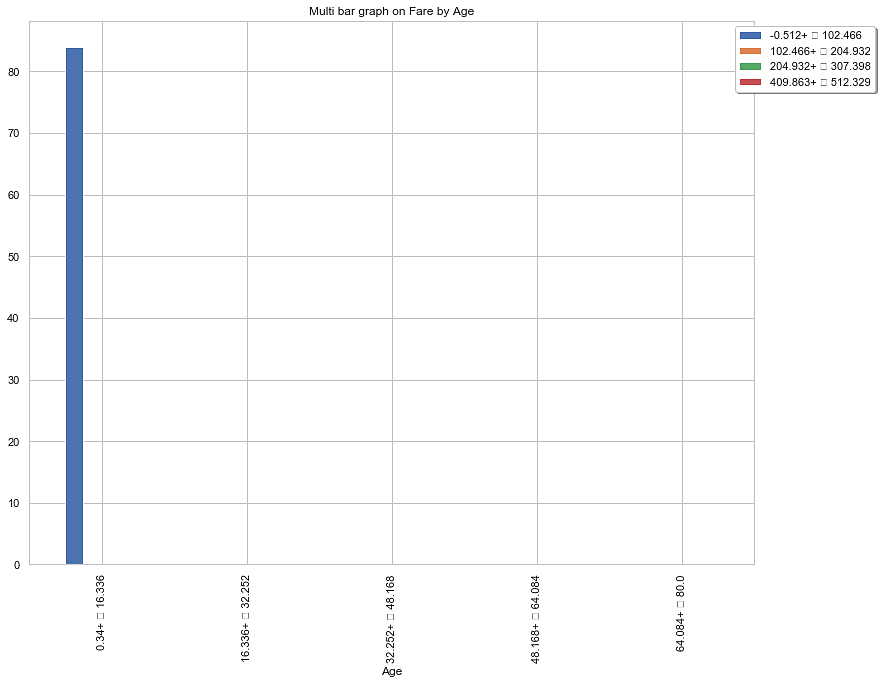 Multi bar graph on Fare by Age
-0.512+ □ 102.466
102.466+ □ 204.932
204.932+ □ 307.398
409.863+ □ 512.329
80
70
60
50
40
30
20
10
0
0.34+ □ 16.336
16.336+ □ 32.252
32.252+ □ 48.168
48.168+ □ 64.084
64.084+ □ 80.0
Age